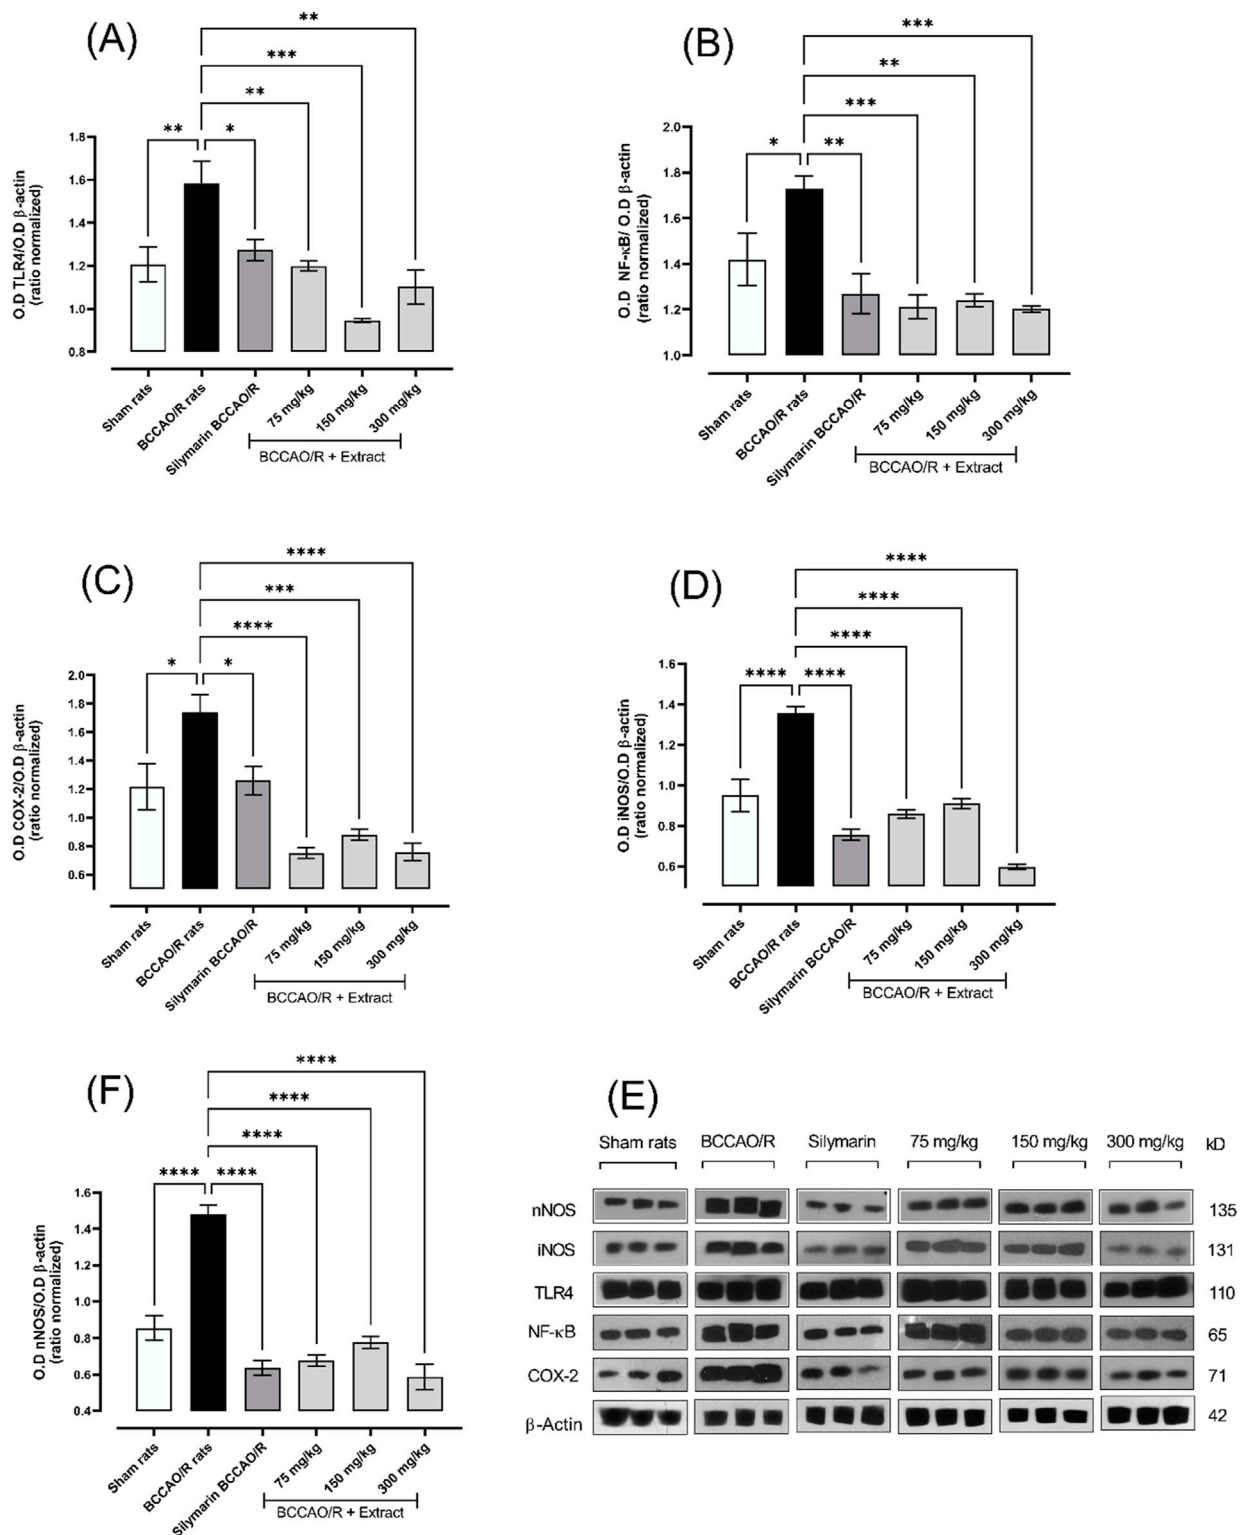 (A)
**
***
**
**
*
O.D TLR4/O.D β-actin
(ratio normalized)
1.8
1.6
1.4
1.2
1.0
0.8
Sham rats
BCCAO/R rats
Silymarin BCCAO/R
75 mg/kg
150 mg/kg
300 mg/kg
BCCAO/R + Extract
(B)
***
**
***
*
**
O.D NF-κB/ O.D β-actin
(ratio normalized)
2.0
1.8
1.6
1.4
1.2
1.0
Sham rats
BCCAO/R rats
Silymarin BCCAO/R
75 mg/kg
150 mg/kg
300 mg/kg
BCCAO/R + Extract
(C)
****
***
****
*
*
O.D COX-2/O.D β-actin
(ratio normalized)
2.0
1.8
1.6
1.4
1.2
1.0
0.8
0.6
Sham rats
BCCAO/R rats
Silymarin BCCAO/R
75 mg/kg
150 mg/kg
300 mg/kg
BCCAO/R + Extract
(D)
****
****
****
****
****
O.D iNOS/O.D β-actin
(ratio normalized)
1.6
1.4
1.2
1.0
0.8
0.6
Sham rats
BCCAO/R rats
Silymarin BCCAO/R
75 mg/kg
150 mg/kg
300 mg/kg
BCCAO/R + Extract
(F)
****
****
****
****
****
O.D nNOS/O.D β-actin
(ratio normalized)
1.6
1.4
1.2
1.0
0.8
0.6
0.4
Sham rats
BCCAO/R rats
Silymarin BCCAO/R
75 mg/kg
150 mg/kg
300 mg/kg
BCCAO/R + Extract
(E)
Sham rats BCCAO/R Silymarin 75 mg/kg 150 mg/kg 300 mg/kg kD
nNOS 135
iNOS 131
TLR4 110
NF-κB 65
COX-2 71
β-Actin 42